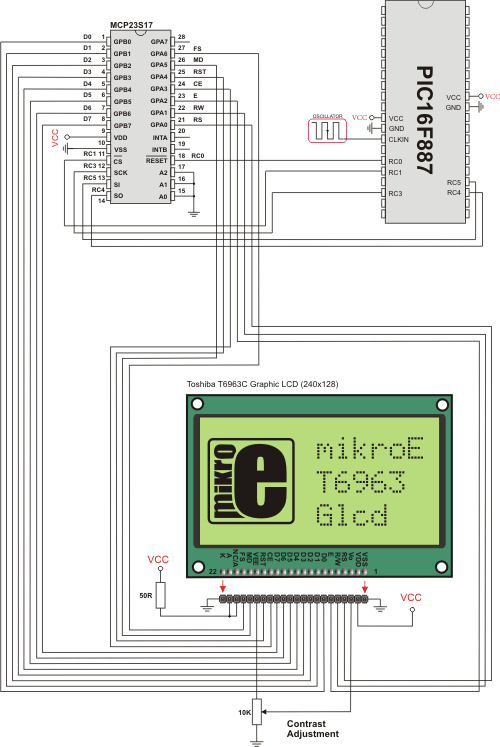 MCP23S17
D0 1 GPB0 GPA7 28
D1 2 GPB1 GPA6 27 FS
D2 3 GPB2 GPA5 26 MD
D3 4 GPB3 GPA4 25 RST
D4 5 GPB4 GPA3 24 CE
D5 6 GPB5 GPA2 23 E
D6 7 GPB6 GPA1 22 RW
D7 8 GPB7 GPA0 21 RS
VCC 9 VDD INTA 20
10 VSS INTB 19
RC1 11 CS RESET 18 RC0
RC3 12 SCK A2 17
RC5 13 SI A1 16
RC4 14 SO A0 15
PIC16F887
OSCILLATOR
VCC VCC
GND
CLKIN
RC0
RC1
RC3
VCC VCC
GND
RC5
RC4
Toshiba T6963C Graphic LCD (240x128)
mikro e
mikroE
T6963
Glcd
K A N/C/A FS MD VEE RST CE D7 D6 D5 D4 D3 D2 D1 D0 E R/W RS Vo VDD VSS
22 1
VCC
50R
VCC
10K
Contrast
Adjustment